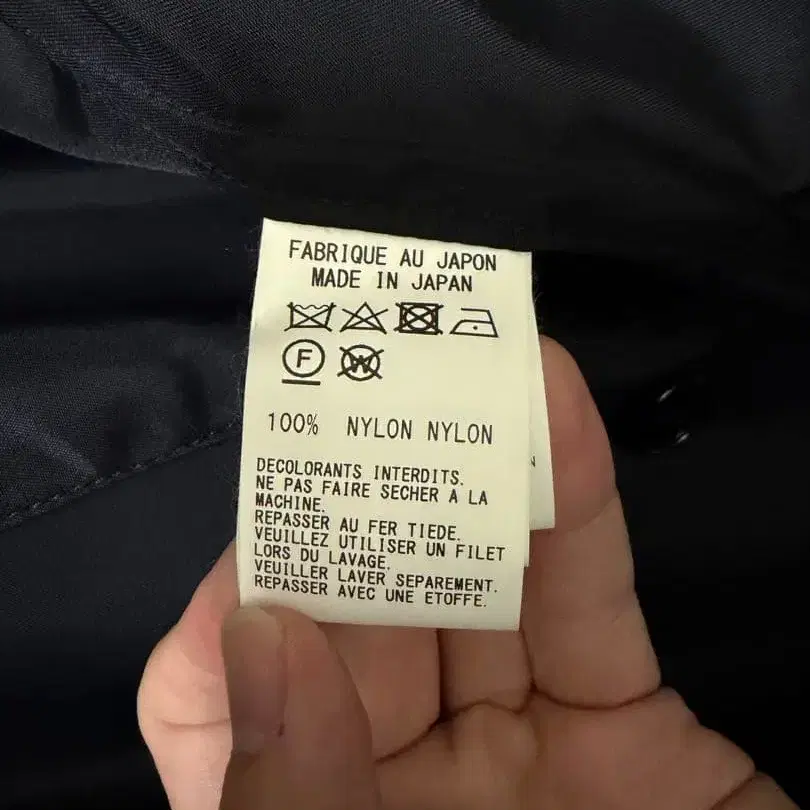 FABRIQUE AU JAPON
MADE IN JAPAN
F W
100% NYLON NYLON
DECOLORANTS INTERDITS.
NE PAS FAIRE SECHER A LA
MACHINE.
REPASSER AU FER TIEDE.
VEUILLEZ UTILISER UN FILET
LORS DU LAVAGE.
VEUILLER LAVER SEPAREMENT.
REPASSER AVEC UNE ETOFFE.
N